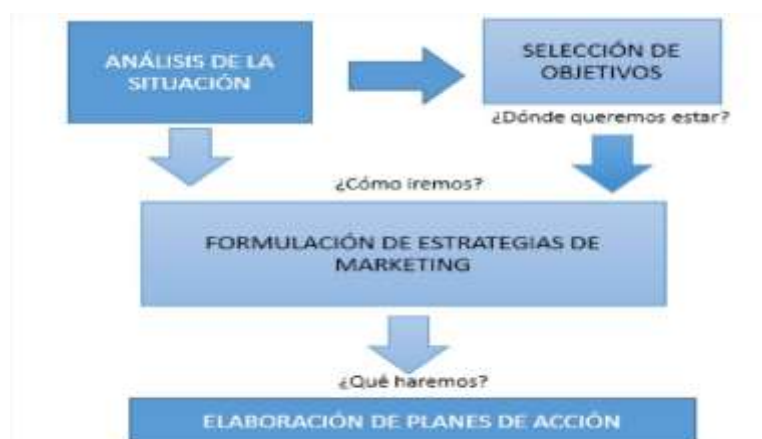 ANÁLISIS DE LA
SITUACIÓN
SELECCIÓN DE
OBJETIVOS
¿Dónde queremos estar?
¿Cómo iremos?
FORMULACIÓN DE ESTRATEGIAS DE
MARKETING
¿Qué haremos?
ELABORACIÓN DE PLANES DE ACCIÓN